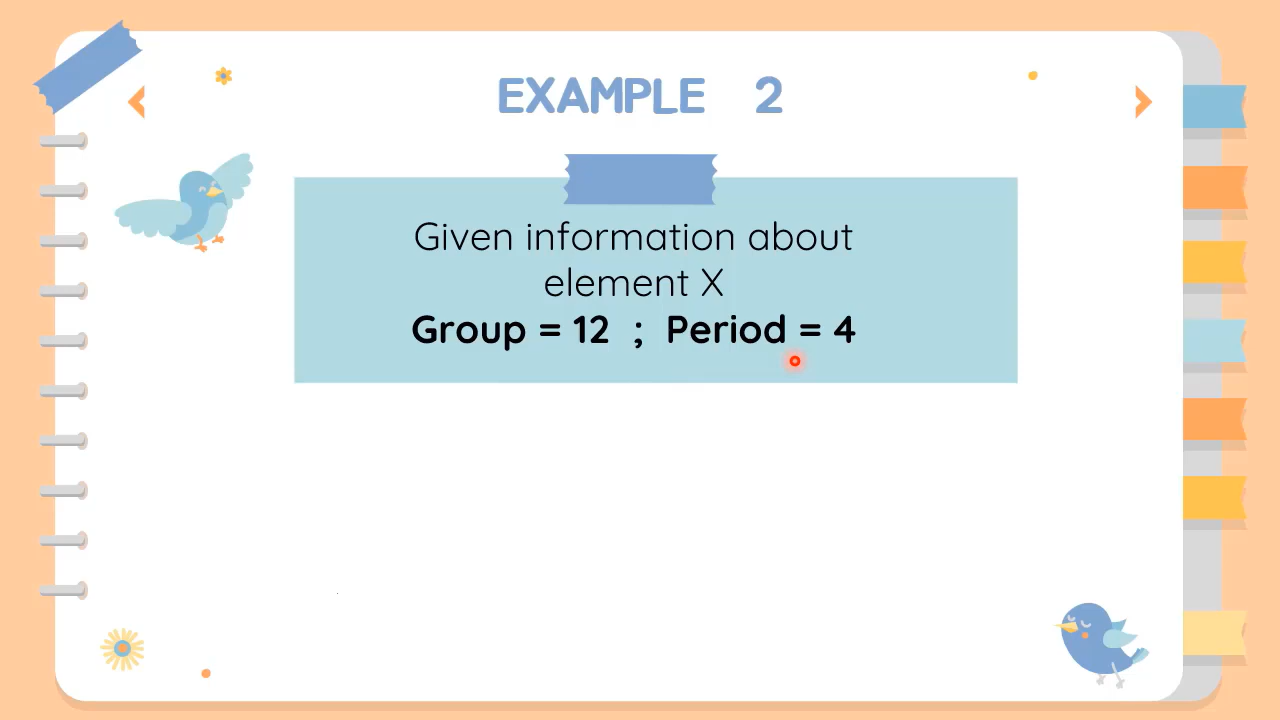 EXAMPLE 2
Given information about
element X
Group = 12 ; Period = 4